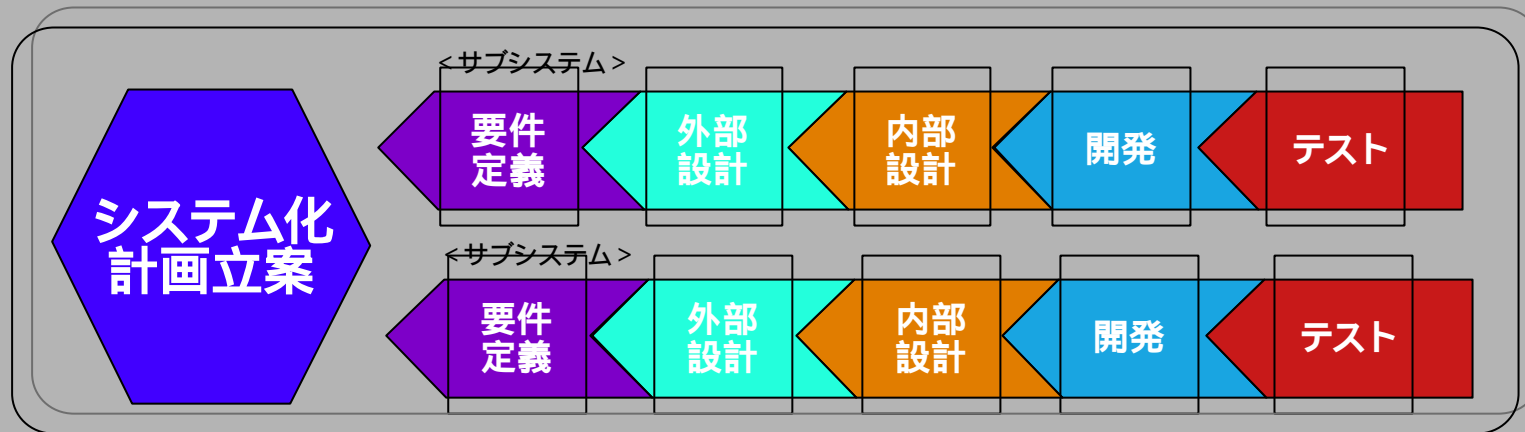 システム化
計画立案
<サブシステム>
要件
定義
外部
設計
内部
設計
開発
テスト
<サブシステム>
要件
定義
外部
設計
内部
設計
開発
テスト